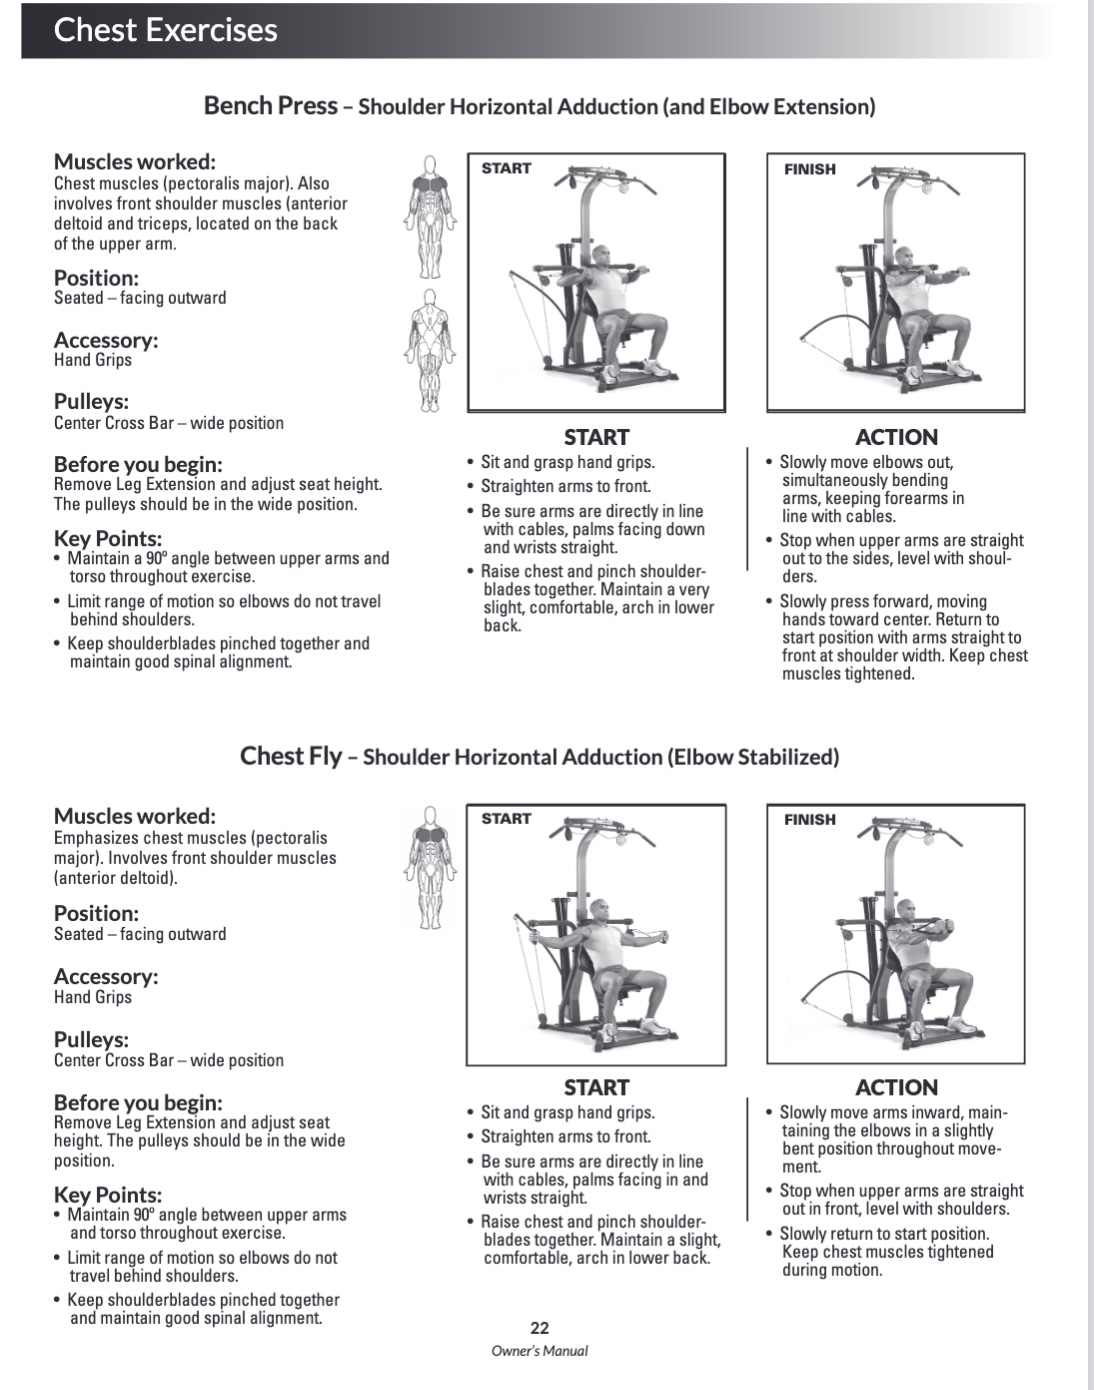 Chest Exercises
Bench Press – Shoulder Horizontal Adduction (and Elbow Extension)
Muscles worked:
Chest muscles (pectoralis major). Also
involves front shoulder muscles (anterior
deltoid and triceps, located on the back
of the upper arm.
Position:
Seated – facing outward
Accessory:
Hand Grips
Pulleys:
Center Cross Bar – wide position
Before you begin:
Remove Leg Extension and adjust seat height.
The pulleys should be in the wide position.
Key Points:
• Maintain a 90º angle between upper arms and
torso throughout exercise.
• Limit range of motion so elbows do not travel
behind shoulders.
• Keep shoulderblades pinched together and
maintain good spinal alignment.
START
FINISH
START
• Sit and grasp hand grips.
• Straighten arms to front.
• Be sure arms are directly in line
with cables, palms facing down
and wrists straight.
• Raise chest and pinch shoulder-
blades together. Maintain a very
slight, comfortable, arch in lower
back.
ACTION
• Slowly move elbows out,
simultaneously bending
arms, keeping forearms in
line with cables.
• Stop when upper arms are straight
out to the sides, level with shoul-
ders.
• Slowly press forward, moving
hands toward center. Return to
start position with arms straight to
front at shoulder width. Keep chest
muscles tightened.
Chest Fly – Shoulder Horizontal Adduction (Elbow Stabilized)
Muscles worked:
Emphasizes chest muscles (pectoralis
major). Involves front shoulder muscles
(anterior deltoid).
Position:
Seated – facing outward
Accessory:
Hand Grips
Pulleys:
Center Cross Bar – wide position
Before you begin:
Remove Leg Extension and adjust seat
height. The pulleys should be in the wide
position.
Key Points:
• Maintain 90º angle between upper arms
and torso throughout exercise.
• Limit range of motion so elbows do not
travel behind shoulders.
• Keep shoulderblades pinched together
and maintain good spinal alignment.
START
FINISH
START
• Sit and grasp hand grips.
• Straighten arms to front.
• Be sure arms are directly in line
with cables, palms facing in and
wrists straight.
• Raise chest and pinch shoulder-
blades together. Maintain a slight,
comfortable, arch in lower back.
ACTION
• Slowly move arms inward, main-
taining the elbows in a slightly
bent position throughout move-
ment.
• Stop when upper arms are straight
out in front, level with shoulders.
• Slowly return to start position.
Keep chest muscles tightened
during motion.
22
Owner's Manual